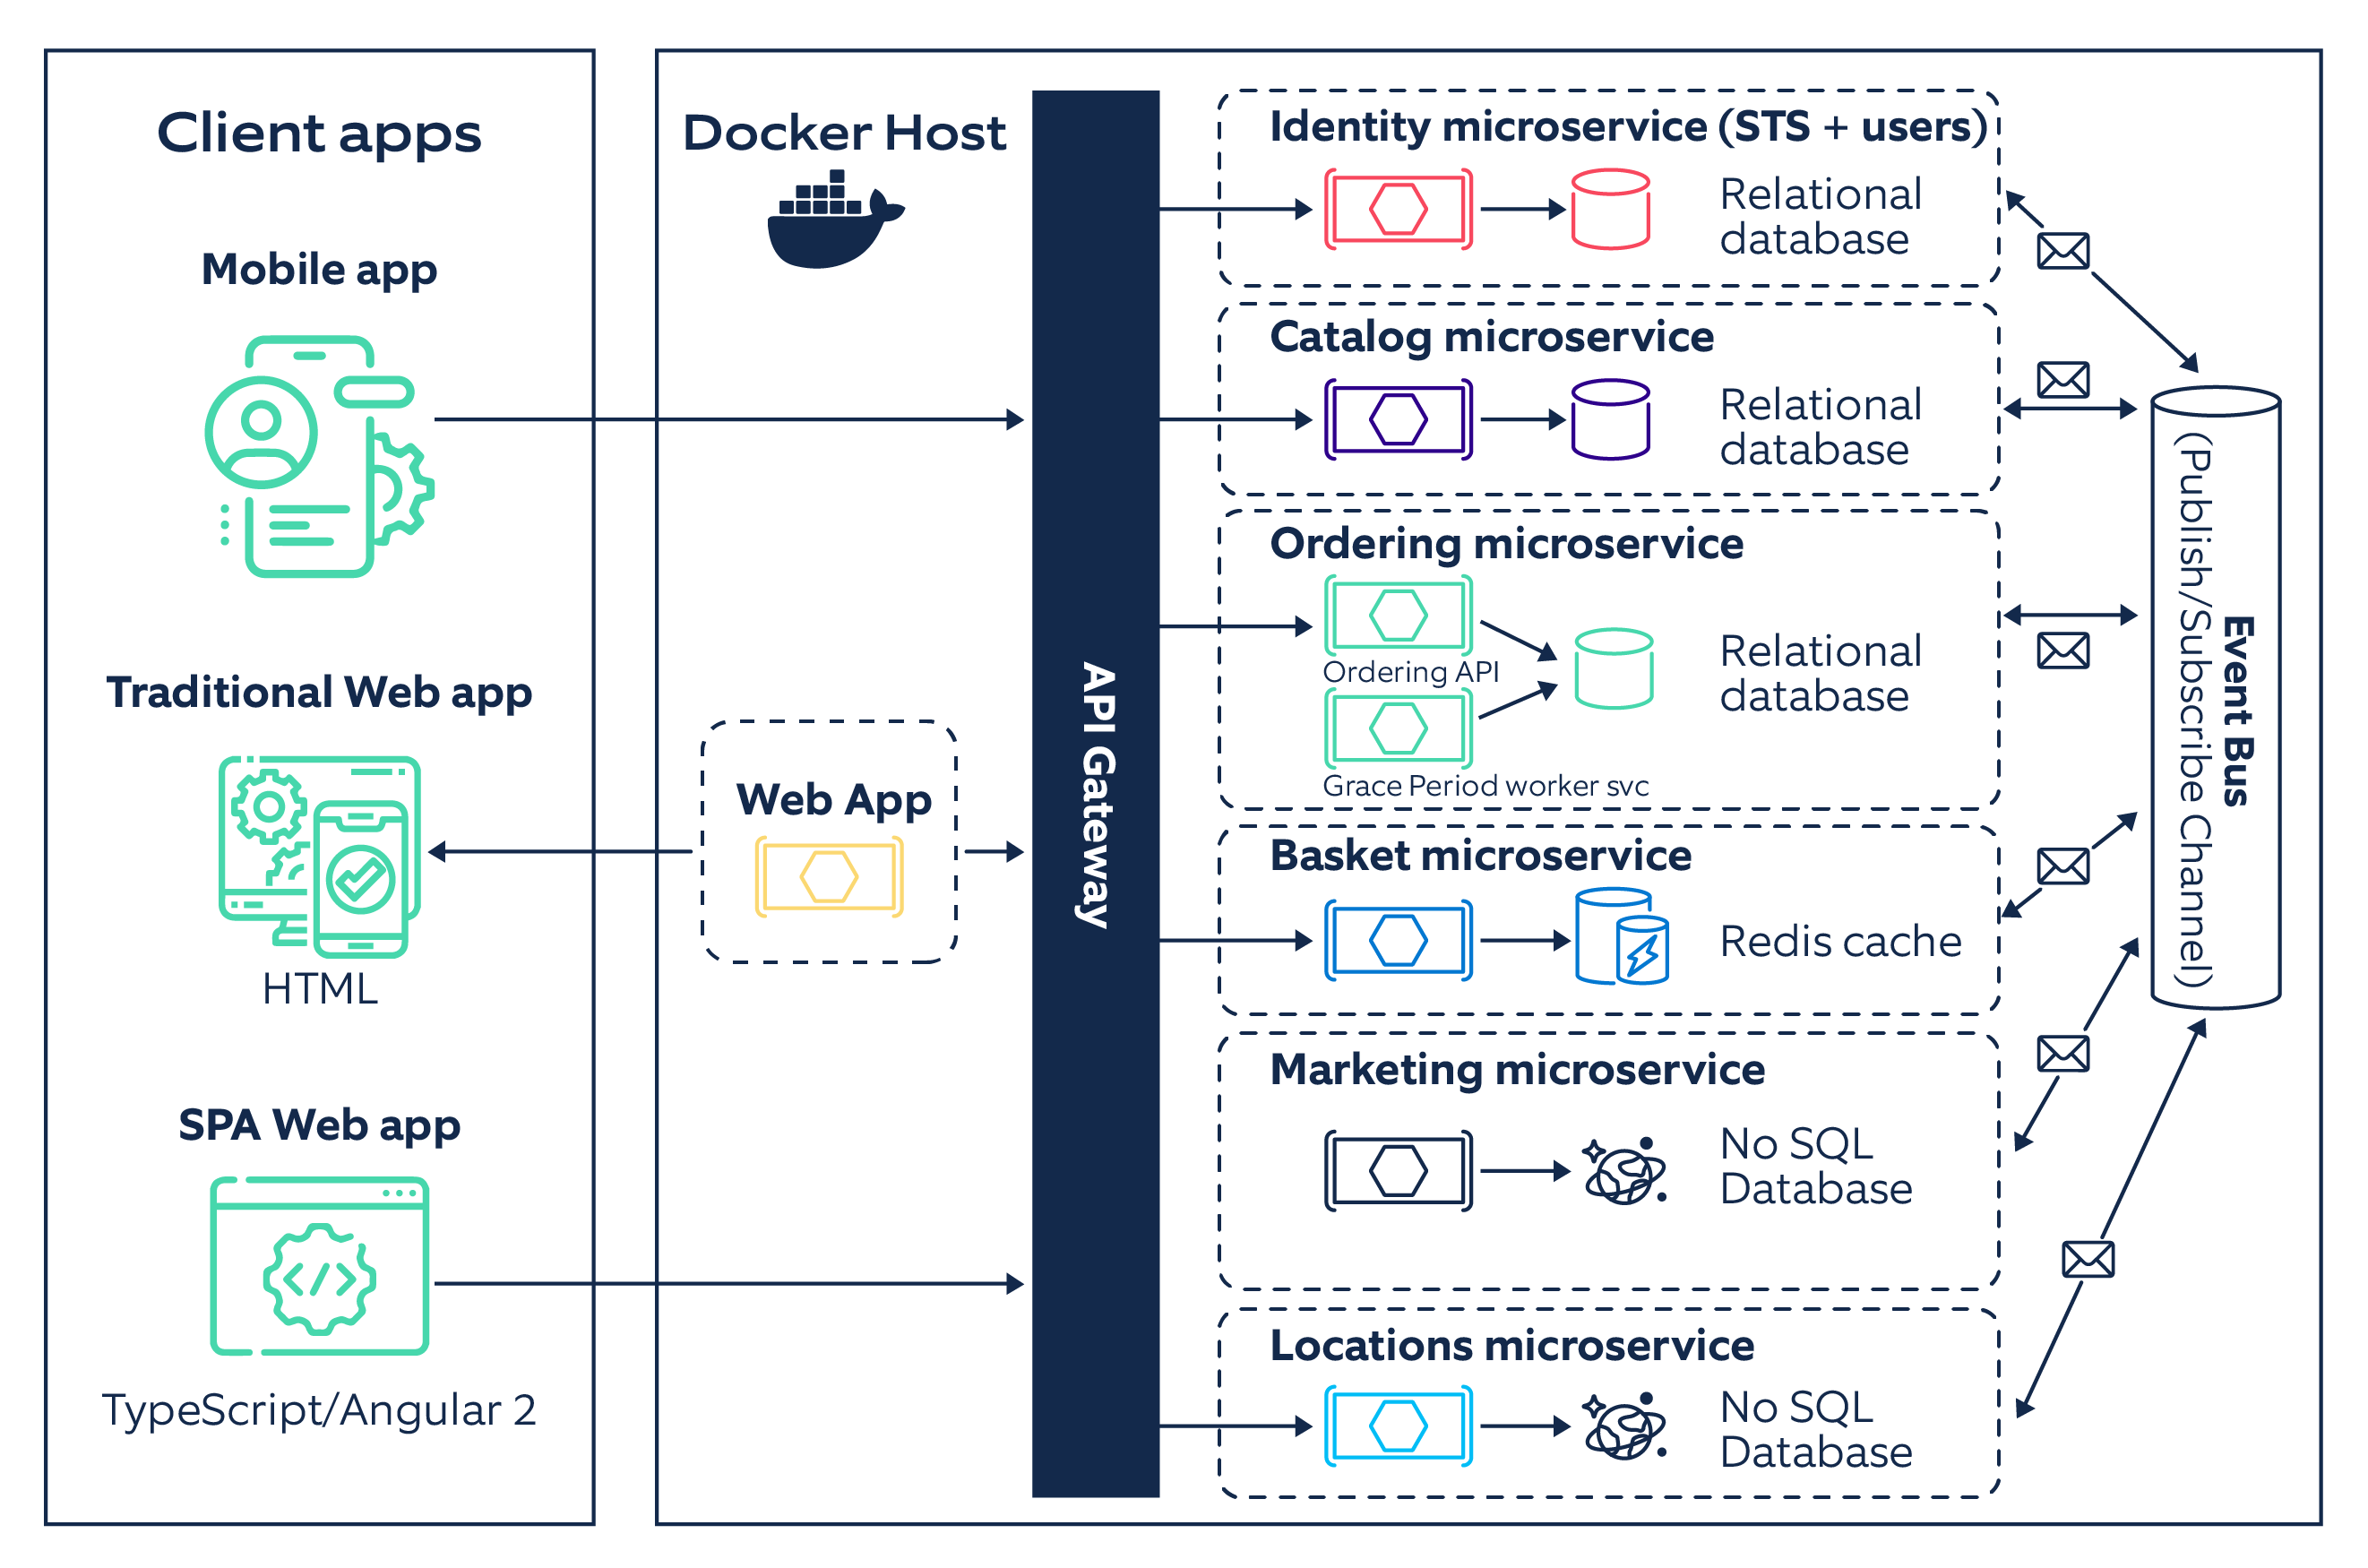 Client apps
Mobile app
Traditional Web app
HTML
SPA Web app
TypeScript/Angular 2
Docker Host
Web App
API Gateway
Identity microservice (STS + users)
Relational
database
Catalog microservice
Relational
database
Ordering microservice
Ordering API
Grace Period worker svc
Relational
database
Basket microservice
Redis cache
Marketing microservice
No SQL
Database
Locations microservice
No SQL
Database
Event Bus
(Publish/Subscribe Channel)